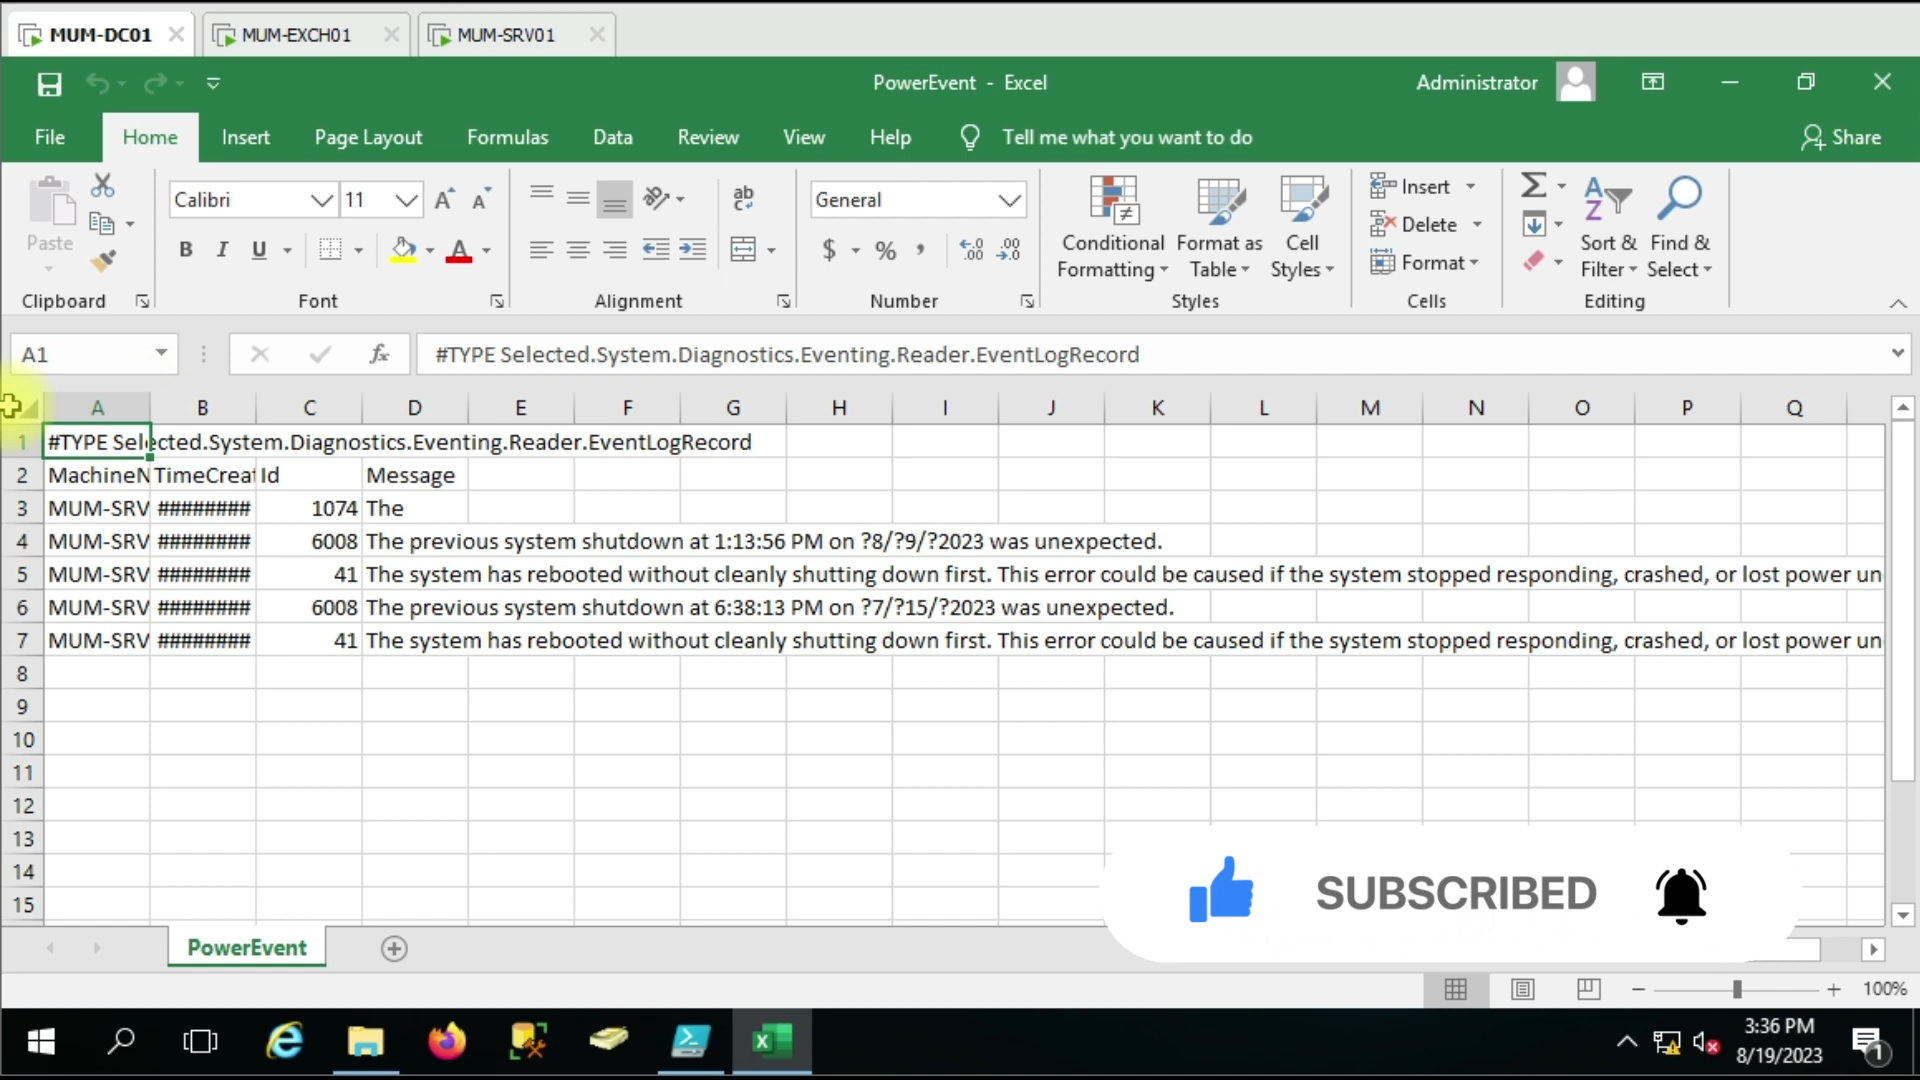 MUM-DC01
MUM-EXCH01
MUM-SRV01
PowerEvent - Excel
Administrator
File
Home
Insert
Page Layout
Formulas
Data
Review
View
Help
Tell me what you want to do
Share
Paste
Clipboard
Calibri
11
B I U
A
Font
ab
Alignment
General
$ % ,
Number
Conditional Formatting
Format as Table
Cell Styles
Styles
Insert
Delete
Format
Cells
Sort & Filter
Find & Select
Editing
A1
fx
#TYPE Selected.System.Diagnostics.Eventing.Reader.EventLogRecord
A B C D E F G H I J K L M N O P Q
1 #TYPE Selected.System.Diagnostics.Eventing.Reader.EventLogRecord
2 MachineN TimeCreat Id Message
3 MUM-SRV ######## 1074 The
4 MUM-SRV ######## 6008 The previous system shutdown at 1:13:56 PM on ?8/?9/?2023 was unexpected.
5 MUM-SRV ######## 41 The system has rebooted without cleanly shutting down first. This error could be caused if the system stopped responding, crashed, or lost power un
6 MUM-SRV ######## 6008 The previous system shutdown at 6:38:13 PM on ?7/?15/?2023 was unexpected.
7 MUM-SRV ######## 41 The system has rebooted without cleanly shutting down first. This error could be caused if the system stopped responding, crashed, or lost power un
8
9
10
11
12
13
14
15
SUBSCRIBED
PowerEvent
100%
3:36 PM
8/19/2023
1